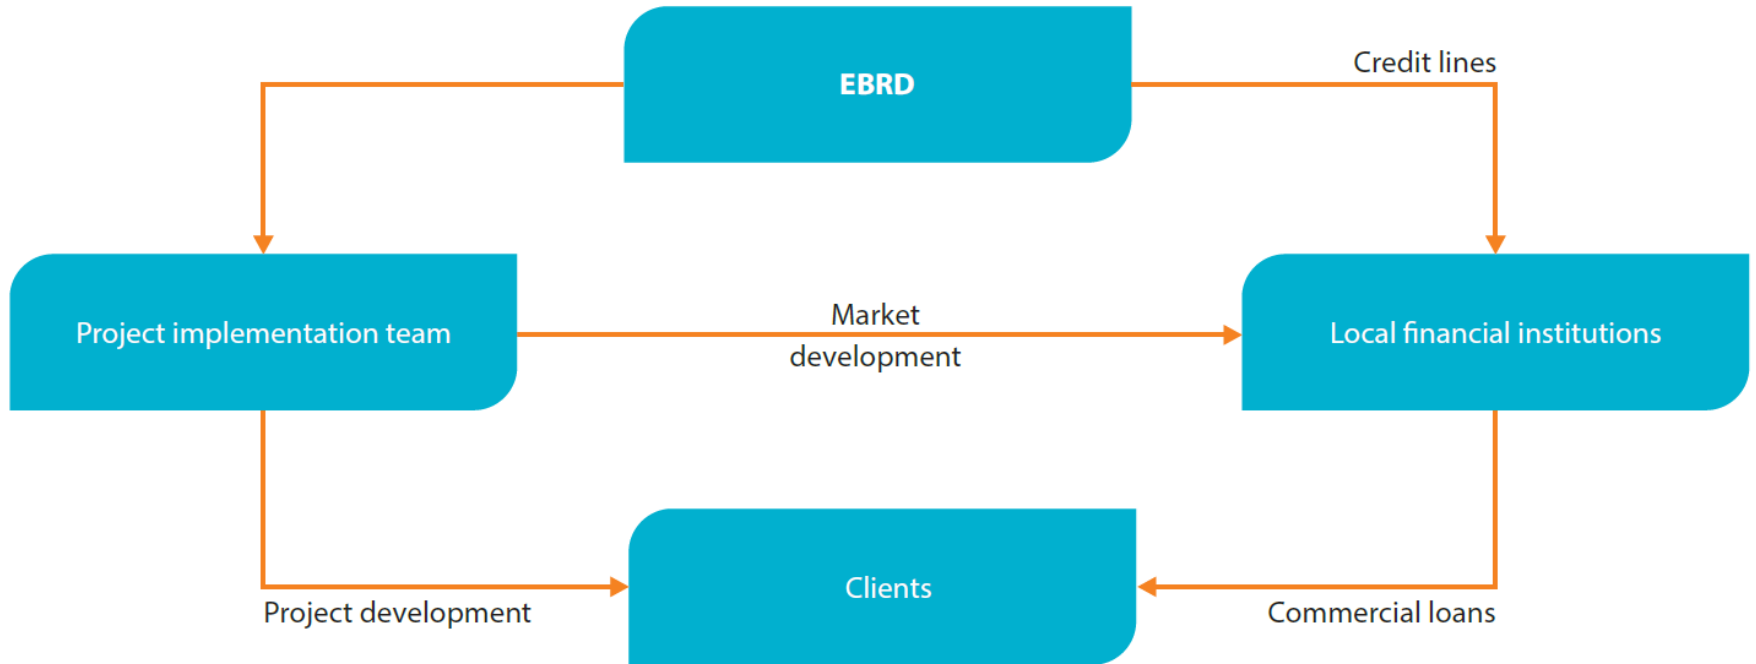 EBRD
Credit lines
Project implementation team
Market
development
Local financial institutions
Clients
Project development
Commercial loans